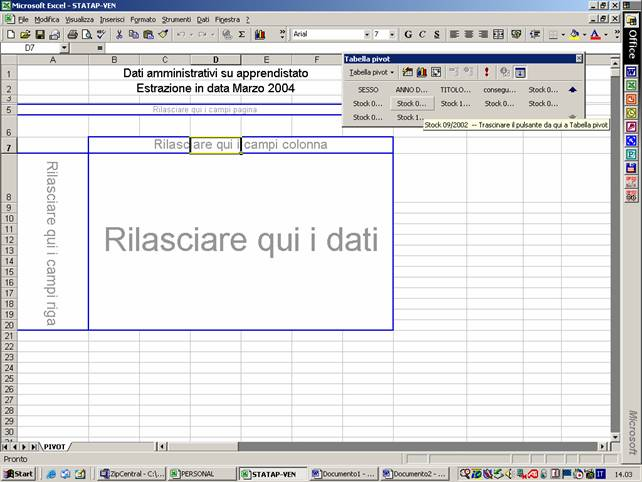 Microsoft Excel - STATAP-VEN
File Modifica Visualizza Inserisci Formato Strumenti Dati Finestra ?
Arial 7 G C S
D7 =
A B C D E F
Tabella pivot
Tabella pivot
SESSO ANNO D... TITOLO... consegu... Stock 0...
Stock 0... Stock 0... Stock 1... Stock 0... Stock 0...
Stock 0... Stock 1...
Stock 09/2002 -- Trascinare il pulsante da qui a Tabella pivot
1 Dati amministrativi su apprendistato
2 Estrazione in data Marzo 2004
3
5 Rilasciare qui i campi pagina
6
7 Rilasciare qui i campi colonna
Rilasciare qui i campi riga
Rilasciare qui i dati
8
9
10
11
12
13
14
15
16
17
18
19
20
21
22
23
24
25
26
27
28
29
30
PIVOT
Pronto
Office
Microsoft
Start ZipCentral - C:\... PERSONAL STATAP-VEN Documento1 - ... Documento2 - ... IT 14.03